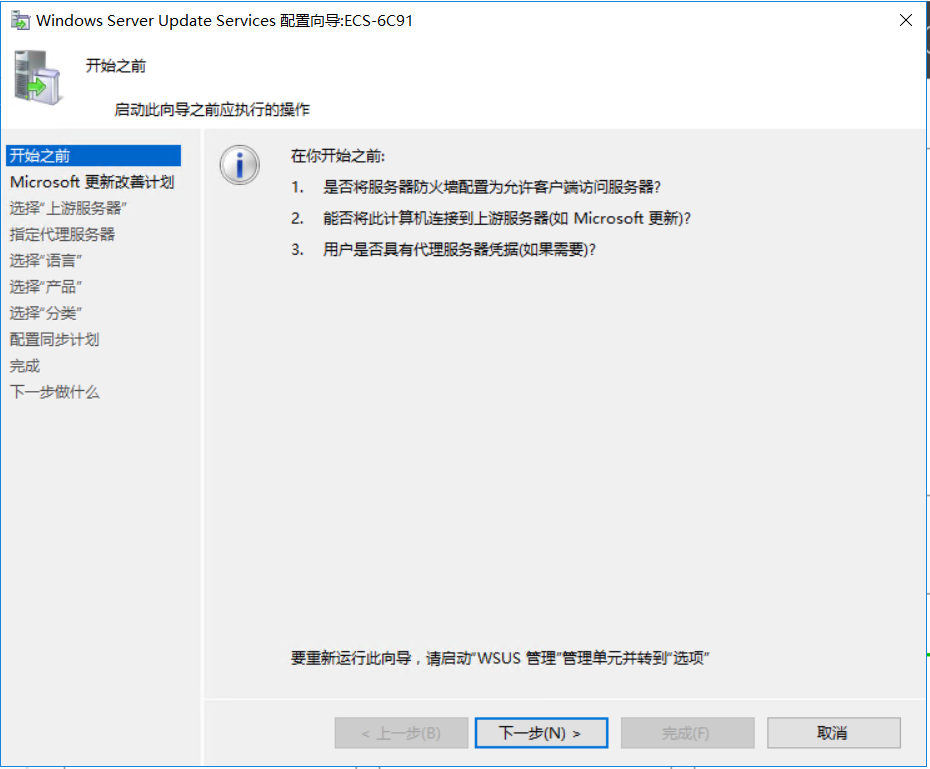 Windows Server Update Services 配置向导:ECS-6C91
开始之前
启动此向导之前应执行的操作
开始之前
Microsoft 更新改善计划
选择“上游服务器”
指定代理服务器
选择“语言”
选择“产品”
选择“分类”
配置同步计划
完成
下一步做什么
在你开始之前:
1. 是否将服务器防火墙配置为允许客户端访问服务器?
2. 能否将此计算机连接到上游服务器(如 Microsoft 更新)?
3. 用户是否具有代理服务器凭据(如果需要)?
要重新运行此向导，请启动“WSUS 管理”管理单元并转到“选项”
< 上一步(B)
下一步(N) >
完成(F)
取消